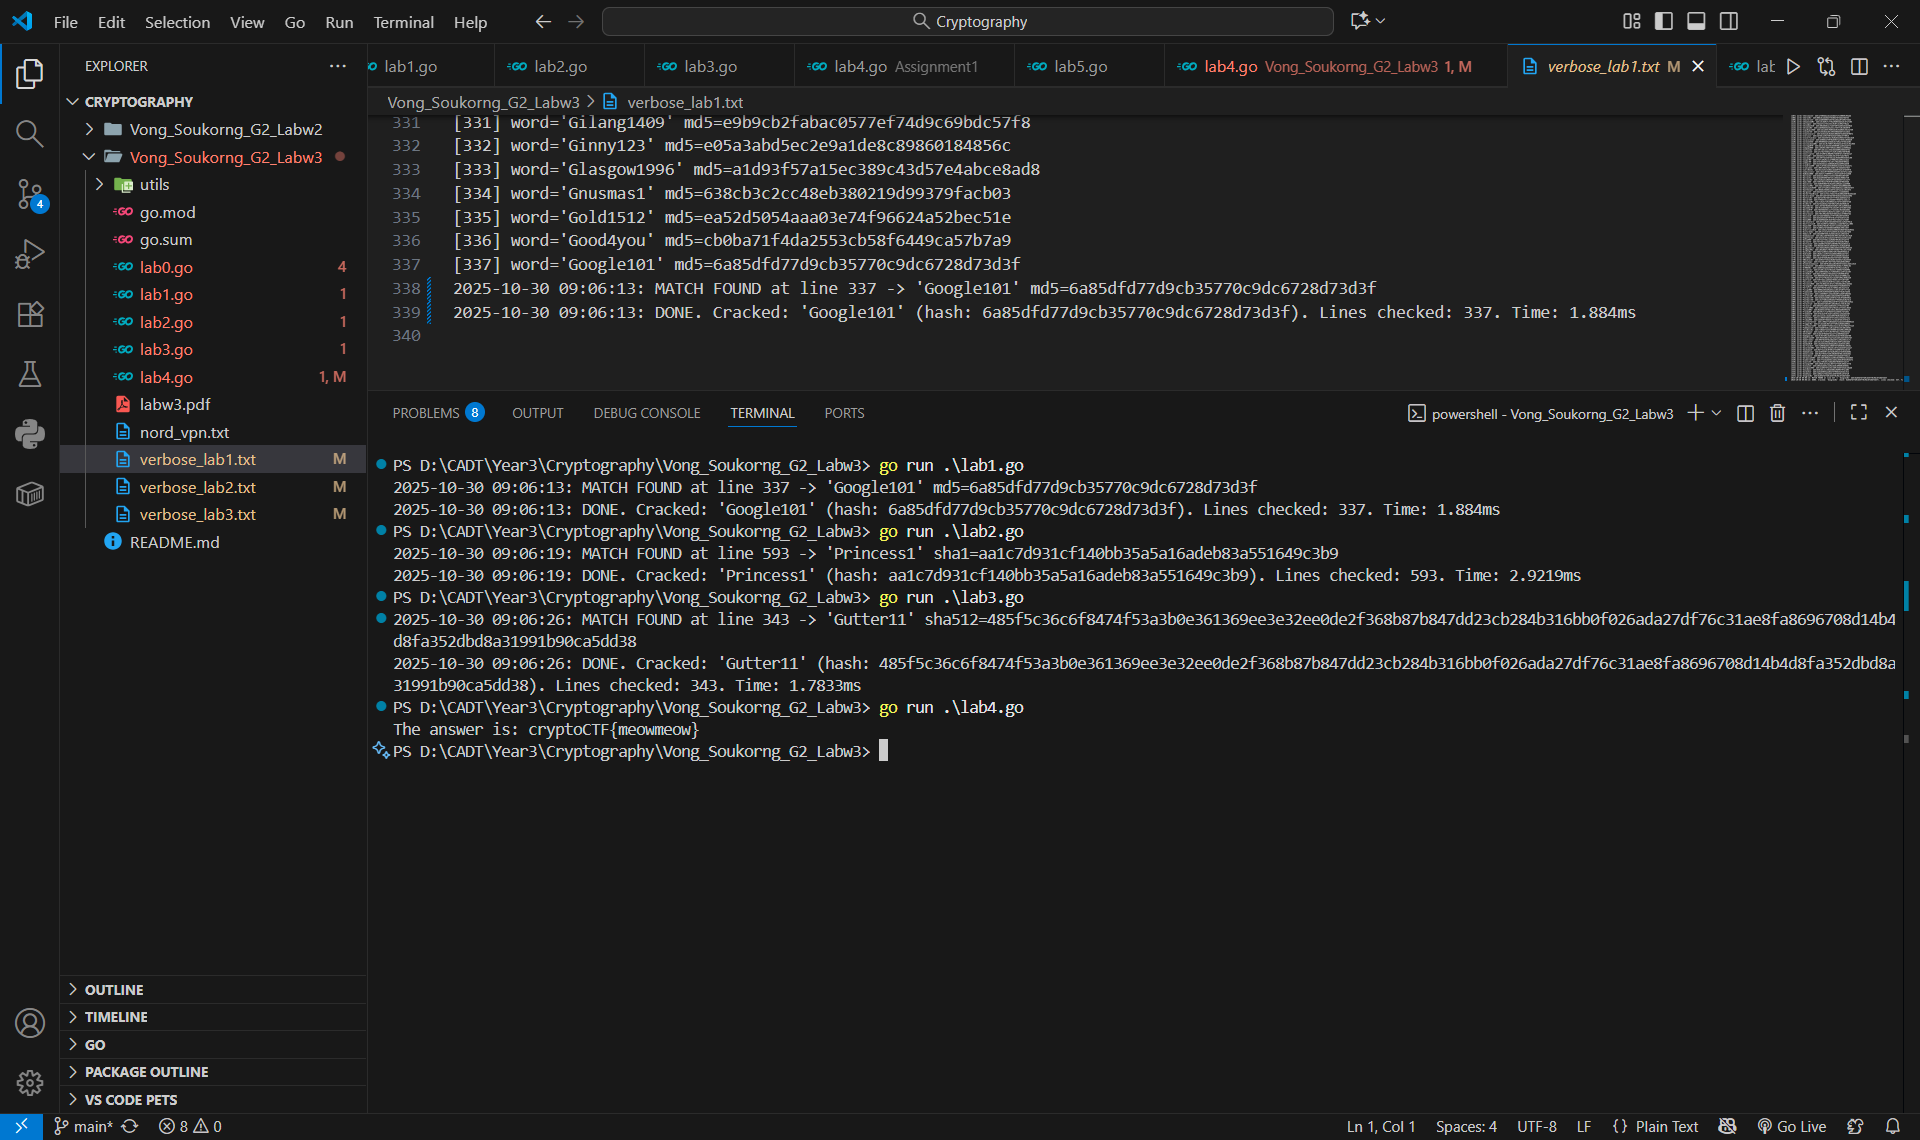 File Edit Selection View Go Run Terminal Help
Cryptography
EXPLORER
CRYPTOGRAPHY
Vong_Soukorng_G2_Labw2
Vong_Soukorng_G2_Labw3
utils
go.mod
go.sum
lab0.go 4
lab1.go 1
lab2.go 1
lab3.go 1
lab4.go 1, M
labw3.pdf
nord_vpn.txt
verbose_lab1.txt M
verbose_lab2.txt M
verbose_lab3.txt M
README.md
OUTLINE
TIMELINE
GO
PACKAGE OUTLINE
VS CODE PETS
4
lab1.go
lab2.go
lab3.go
lab4.go Assignment1
lab5.go
lab4.go Vong_Soukorng_G2_Labw3 1, M
verbose_lab1.txt M
lab
Vong_Soukorng_G2_Labw3 > verbose_lab1.txt
331 [331] word='Gilang1409' md5=e9b9cb2fabac0577ef74d9c69bdc57f8
332 [332] word='Ginny123' md5=e05a3abd5ec2e9a1de8c89860184856c
333 [333] word='Glasgow1996' md5=a1d93f57a15ec389c43d57e4abce8ad8
334 [334] word='Gnusmas1' md5=638cb3c2cc48eb380219d99379facb03
335 [335] word='Gold1512' md5=ea52d5054aaa03e74f96624a52bec51e
336 [336] word='Good4you' md5=cb0ba71f4da2553cb58f6449ca57b7a9
337 [337] word='Google101' md5=6a85dfd77d9cb35770c9dc6728d73d3f
338 2025-10-30 09:06:13: MATCH FOUND at line 337 -> 'Google101' md5=6a85dfd77d9cb35770c9dc6728d73d3f
339 2025-10-30 09:06:13: DONE. Cracked: 'Google101' (hash: 6a85dfd77d9cb35770c9dc6728d73d3f). Lines checked: 337. Time: 1.884ms
340
PROBLEMS 8 OUTPUT DEBUG CONSOLE TERMINAL PORTS
powershell - Vong_Soukorng_G2_Labw3
PS D:\CADT\Year3\Cryptography\Vong_Soukorng_G2_Labw3> go run .\lab1.go
2025-10-30 09:06:13: MATCH FOUND at line 337 -> 'Google101' md5=6a85dfd77d9cb35770c9dc6728d73d3f
2025-10-30 09:06:13: DONE. Cracked: 'Google101' (hash: 6a85dfd77d9cb35770c9dc6728d73d3f). Lines checked: 337. Time: 1.884ms
PS D:\CADT\Year3\Cryptography\Vong_Soukorng_G2_Labw3> go run .\lab2.go
2025-10-30 09:06:19: MATCH FOUND at line 593 -> 'Princess1' sha1=aa1c7d931cf140bb35a5a16adeb83a551649c3b9
2025-10-30 09:06:19: DONE. Cracked: 'Princess1' (hash: aa1c7d931cf140bb35a5a16adeb83a551649c3b9). Lines checked: 593. Time: 2.9219ms
PS D:\CADT\Year3\Cryptography\Vong_Soukorng_G2_Labw3> go run .\lab3.go
2025-10-30 09:06:26: MATCH FOUND at line 343 -> 'Gutter11' sha512=485f5c36c6f8474f53a3b0e361369ee3e32ee0de2f368b87b847dd23cb284b316bb0f026ada27df76c31ae8fa8696708d14b4
d8fa352dbd8a31991b90ca5dd38
2025-10-30 09:06:26: DONE. Cracked: 'Gutter11' (hash: 485f5c36c6f8474f53a3b0e361369ee3e32ee0de2f368b87b847dd23cb284b316bb0f026ada27df76c31ae8fa8696708d14b4d8fa352dbd8a
31991b90ca5dd38). Lines checked: 343. Time: 1.7833ms
PS D:\CADT\Year3\Cryptography\Vong_Soukorng_G2_Labw3> go run .\lab4.go
The answer is: cryptoCTF{meowmeow}
PS D:\CADT\Year3\Cryptography\Vong_Soukorng_G2_Labw3>
main* 8 0
Ln 1, Col 1 Spaces: 4 UTF-8 LF {} Plain Text Go Live